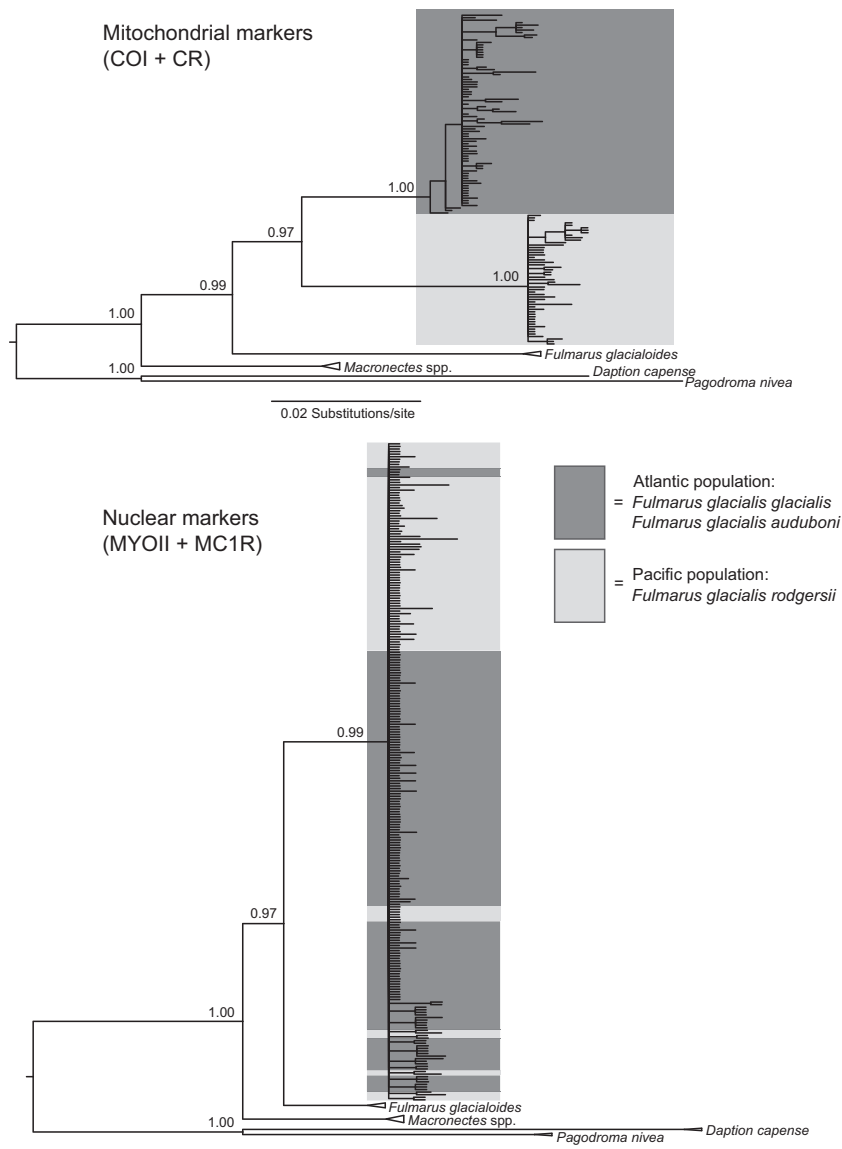 Mitochondrial markers
(COI + CR)
1.00
0.97
1.00
0.99
1.00
Fulmarus glacialoides
1.00
Macronectes spp.
Daption capense
Pagodroma nivea
0.02 Substitutions/site
Nuclear markers
(MYOII + MC1R)
Atlantic population:
= Fulmarus glacialis glacialis
Fulmarus glacialis auduboni
Pacific population:
= Fulmarus glacialis rodgersii
0.99
0.97
1.00
Fulmarus glacialoides
Macronectes spp.
1.00
Daption capense
Pagodroma nivea